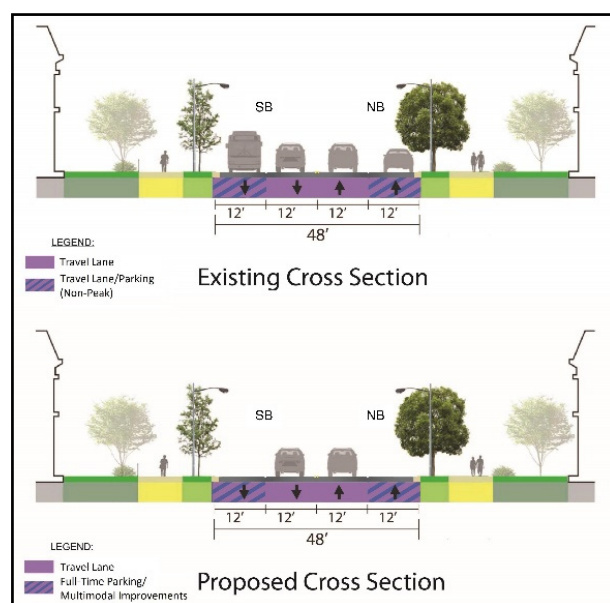 SB NB
12' 12' 12' 12'
48'
LEGEND:
Travel Lane
Travel Lane/Parking
(Non-Peak)
Existing Cross Section
SB NB
12' 12' 12' 12'
48'
LEGEND:
Travel Lane
Full-Time Parking/
Multimodal Improvements
Proposed Cross Section